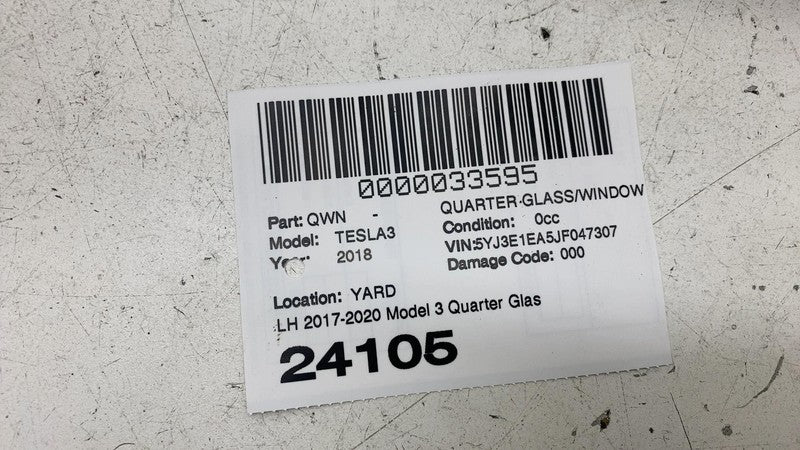 0000033595
Part: QWN - QUARTER GLASS/WINDOW
Model: TESLA3 Condition: 0cc
Year: 2018 VIN:5YJ3E1EA5JF047307
Damage Code: 000
Location: YARD
LH 2017-2020 Model 3 Quarter Glas
24105